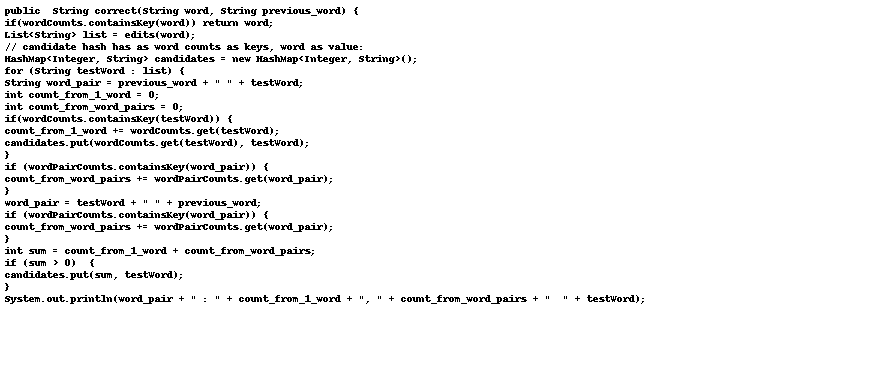 public  String correct(String word, String previous_word) {
if(wordCounts.containsKey(word)) return word;
List<String> list = edits(word);
// candidate hash has as word counts as keys, word as value:
HashMap<Integer, String> candidates = new HashMap<Integer, String>();
for (String testWord : list) {
String word_pair = previous_word + " " + testWord;
int count_from_1_word = 0;
int count_from_word_pairs = 0;
if(wordCounts.containsKey(testWord)) {
count_from_1_word += wordCounts.get(testWord);
candidates.put(wordCounts.get(testWord), testWord);
}
if (wordPairCounts.containsKey(word_pair)) {
count_from_word_pairs += wordPairCounts.get(word_pair);
}
word_pair = testWord + " " + previous_word;
if (wordPairCounts.containsKey(word_pair)) {
count_from_word_pairs += wordPairCounts.get(word_pair);
}
int sum = count_from_1_word + count_from_word_pairs;
if (sum > 0)  {
candidates.put(sum, testWord);
}
System.out.println(word_pair + " : " + count_from_1_word + ", " + count_from_word_pairs + "  " + testWord);